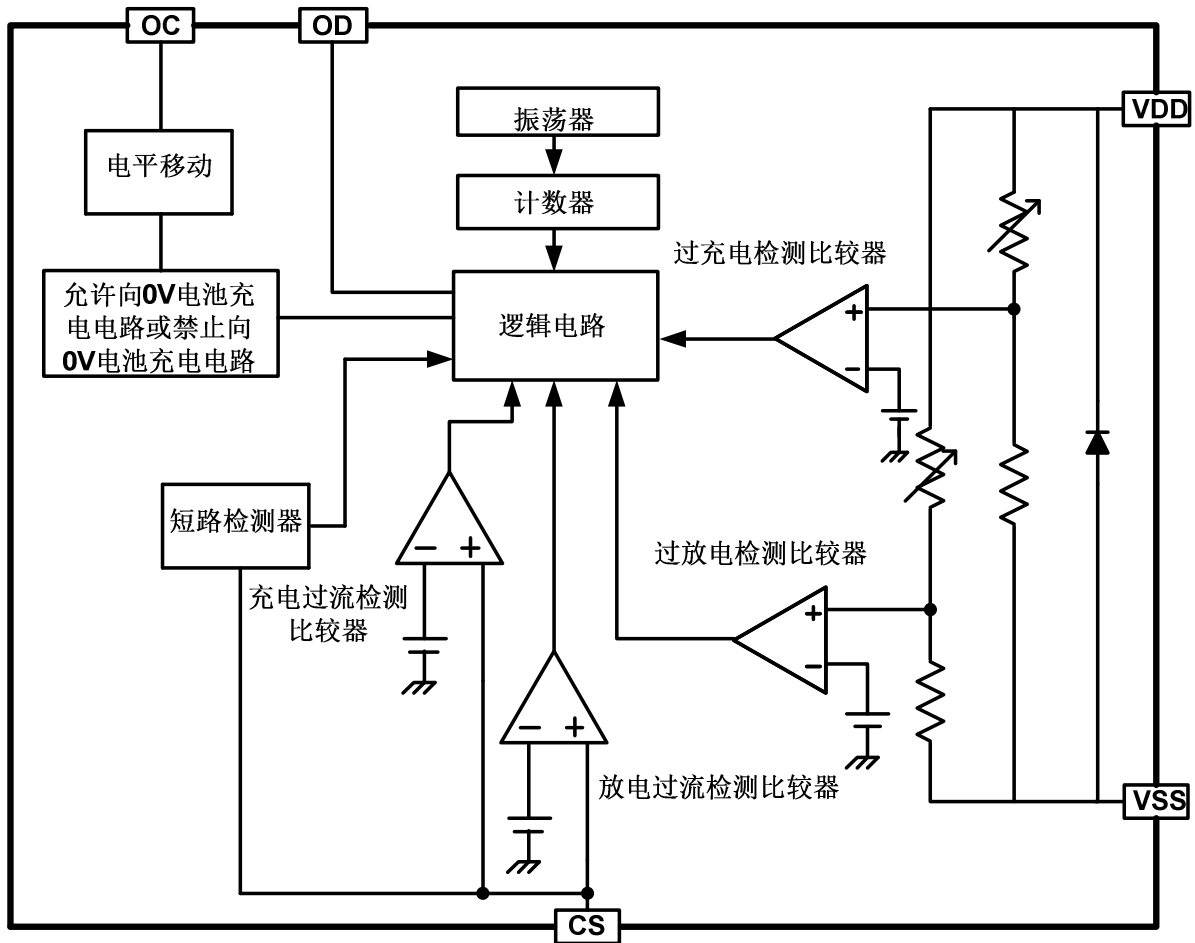 OC
OD
振荡器
VDD
电平移动
计数器
过充电检测比较器
允许向0V电池充
电电路或禁止向
0V电池充电电路
逻辑电路
+
−
短路检测器
− +
过放电检测比较器
充电过流检测
比较器
+
−
− +
放电过流检测比较器
VSS
CS